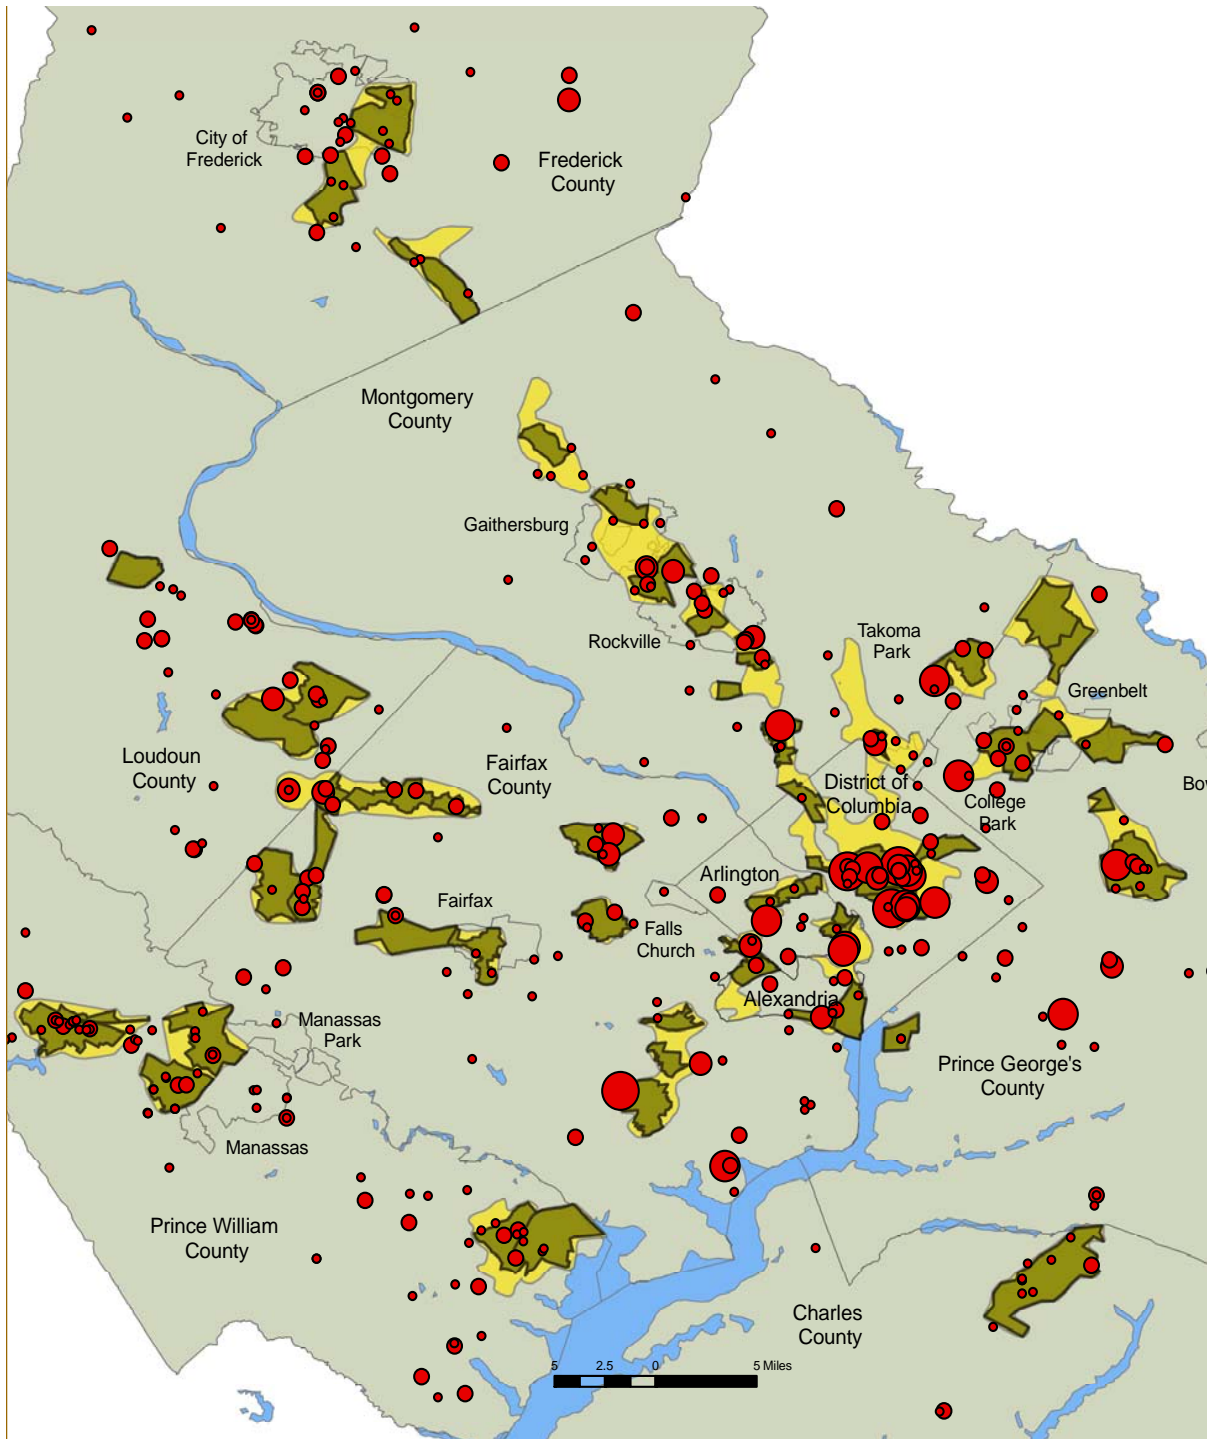 City of
Frederick
Frederick
County
Montgomery
County
Gaithersburg
Rockville
Takoma
Park
Greenbelt
Loudoun
County
Fairfax
County
District of
Columbia
College
Park
Bow
Arlington
Fairfax
Falls
Church
Alexandria
Manassas
Park
Prince George's
County
Manassas
Prince William
County
Charles
County
5 2.5 0 5 Miles